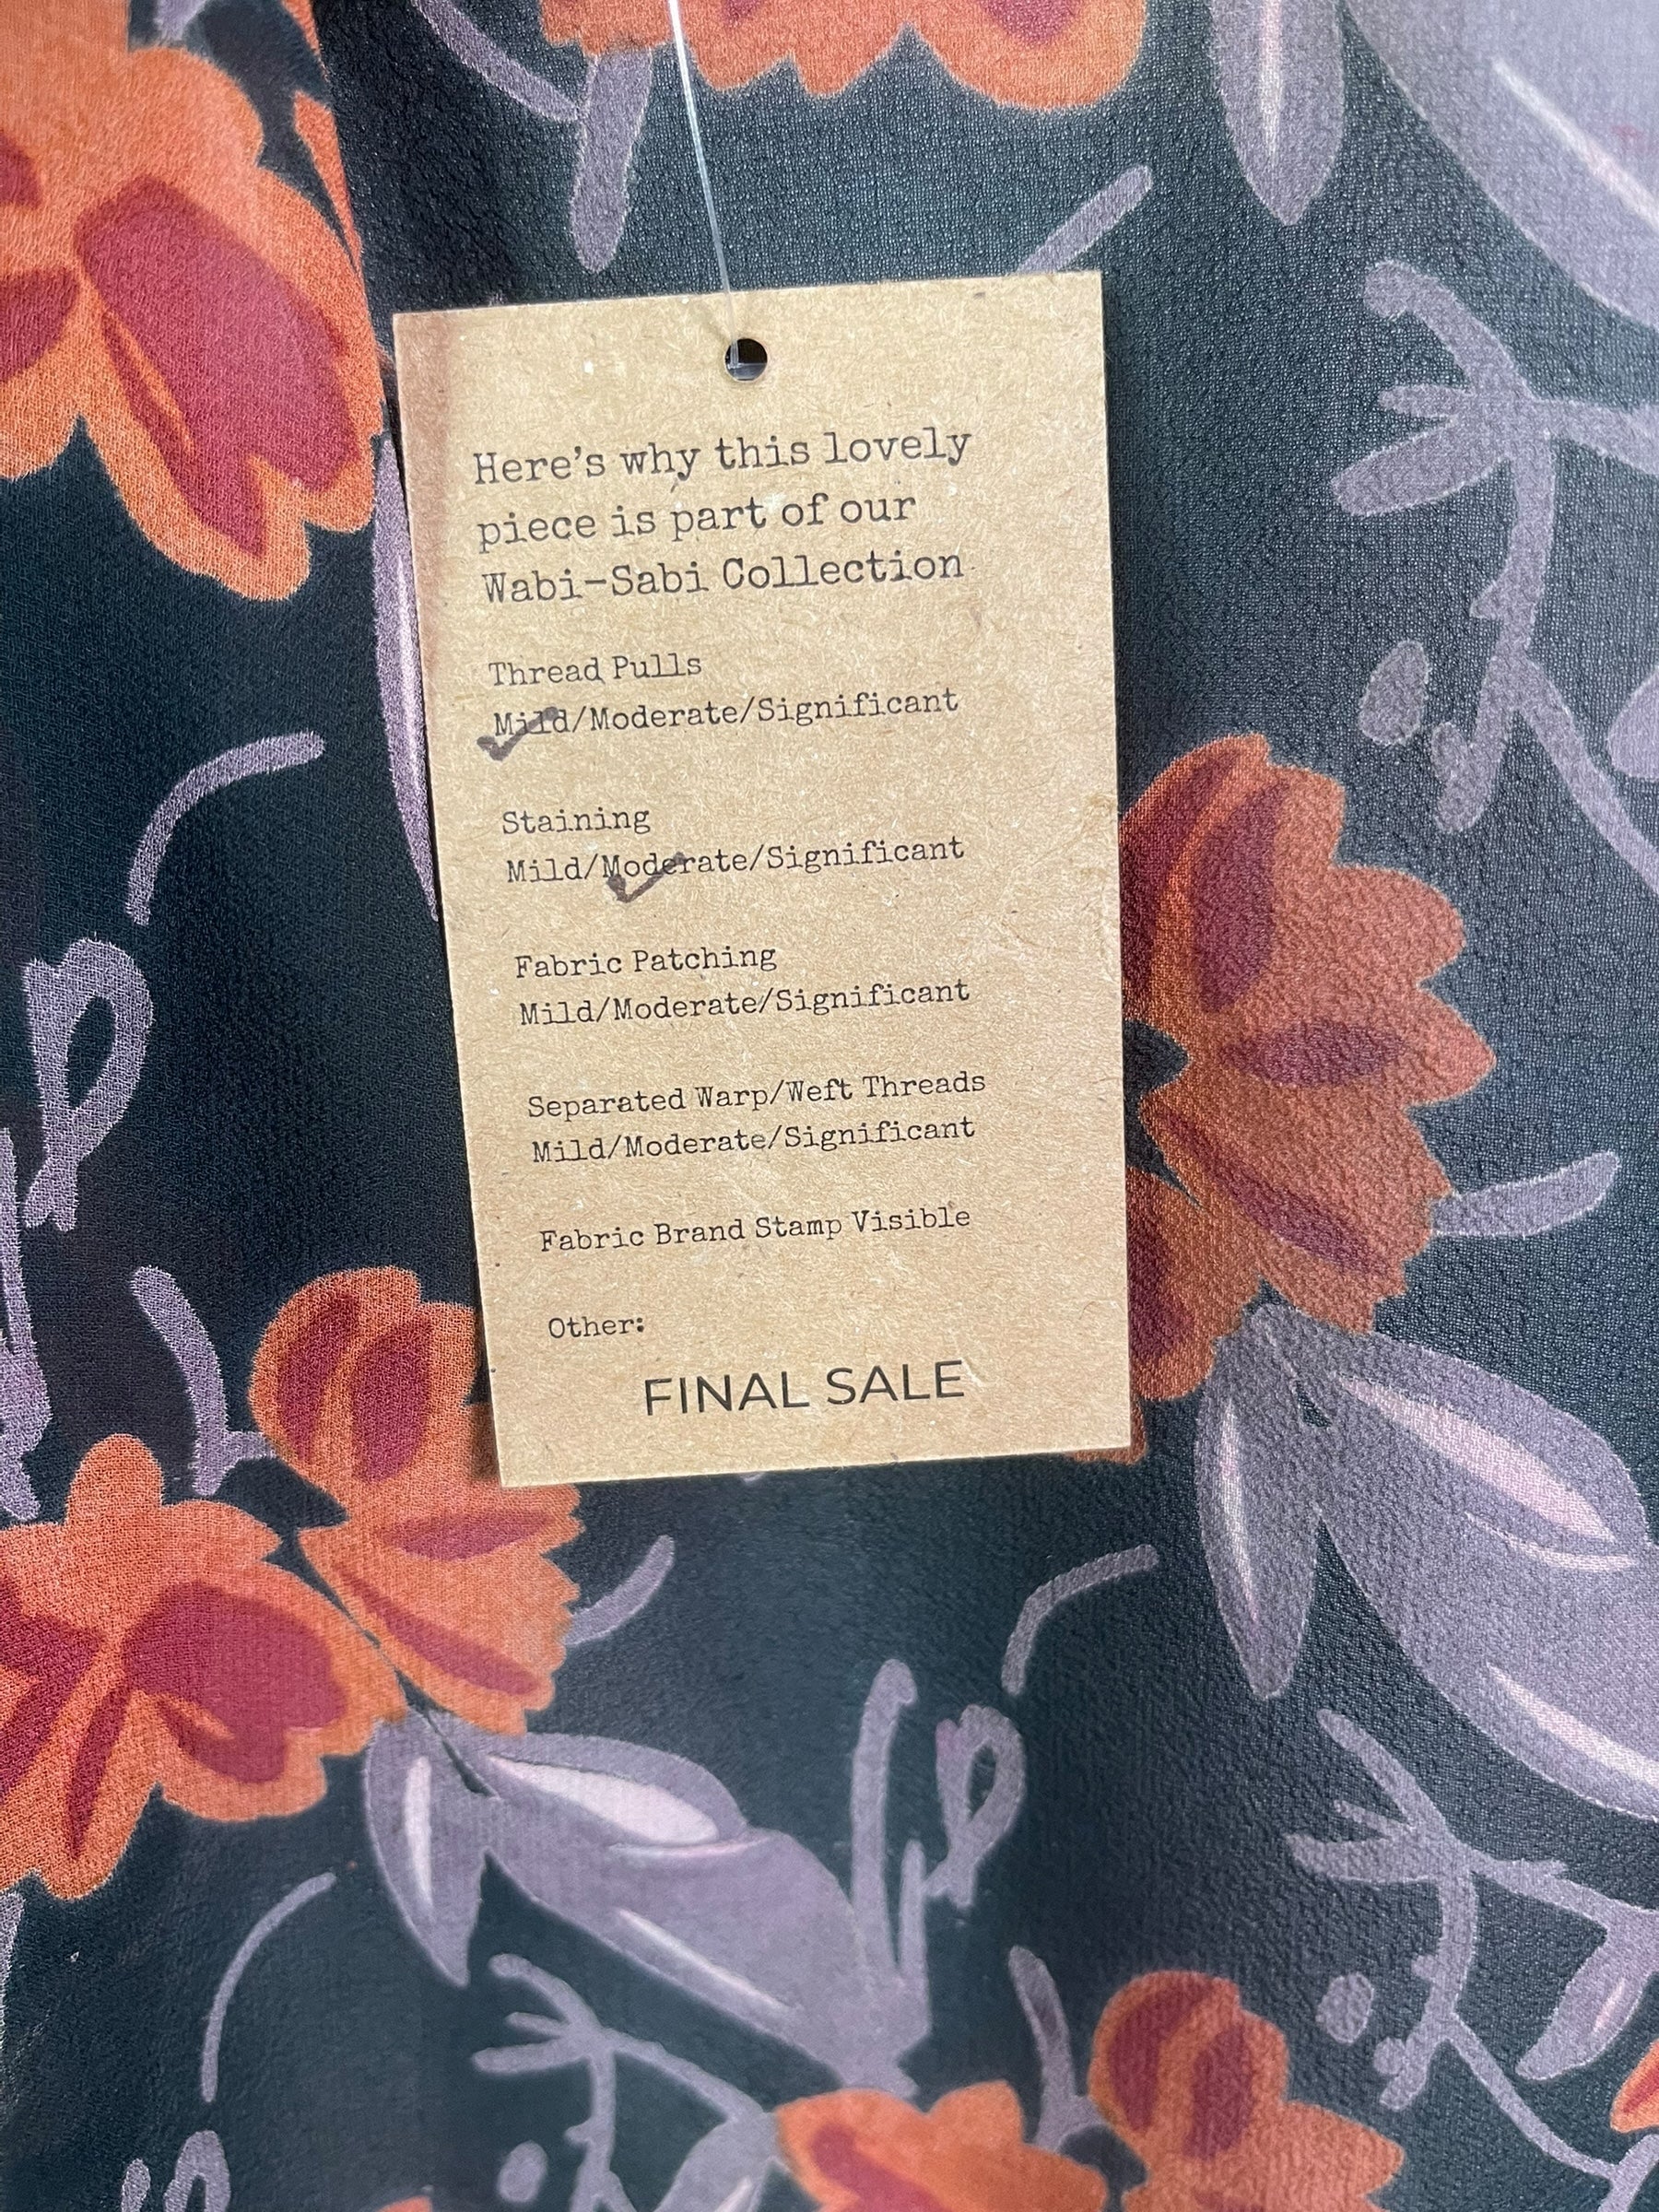 Here's why this lovely
piece is part of our
Wabi-Sabi Collection
Thread Pulls
Mild/Moderate/Significant
Staining
Mild/Moderate/Significant
Fabric Patching
Mild/Moderate/Significant
Separated Warp/Weft Threads
Mild/Moderate/Significant
Fabric Brand Stamp Visible
Other:
FINAL SALE